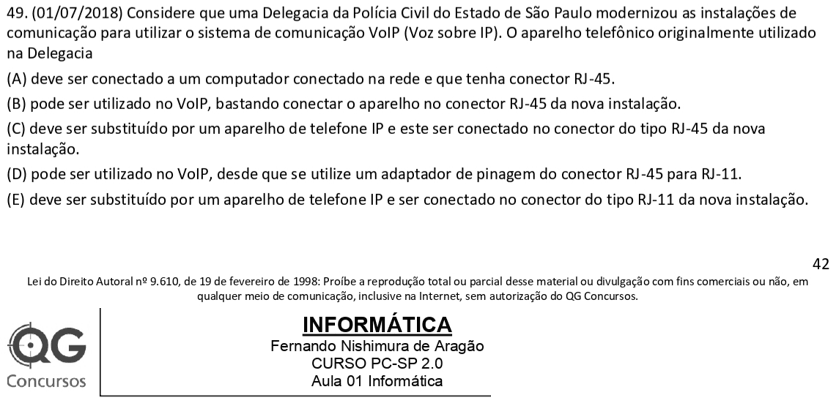 49. (01/07/2018) Considere que uma Delegacia da Polícia Civil do Estado de São Paulo modernizou as instalações de
comunicação para utilizar o sistema de comunicação VoIP (Voz sobre IP). O aparelho telefônico originalmente utilizado
na Delegacia
(A) deve ser conectado a um computador conectado na rede e que tenha conector RJ-45.
(B) pode ser utilizado no VoIP, bastando conectar o aparelho no conector RJ-45 da nova instalação.
(C) deve ser substituído por um aparelho de telefone IP e este ser conectado no conector do tipo RJ-45 da nova
instalação.
(D) pode ser utilizado no VoIP, desde que se utilize um adaptador de pinagem do conector RJ-45 para RJ-11.
(E) deve ser substituído por um aparelho de telefone IP e ser conectado no conector do tipo RJ-11 da nova instalação.
42
Lei do Direito Autoral nº 9.610, de 19 de fevereiro de 1998: Proíbe a reprodução total ou parcial desse material ou divulgação com fins comerciais ou não, em
qualquer meio de comunicação, inclusive na Internet, sem autorização do QG Concursos.
QG
Concursos
INFORMÁTICA
Fernando Nishimura de Aragão
CURSO PC-SP 2.0
Aula 01 Informática